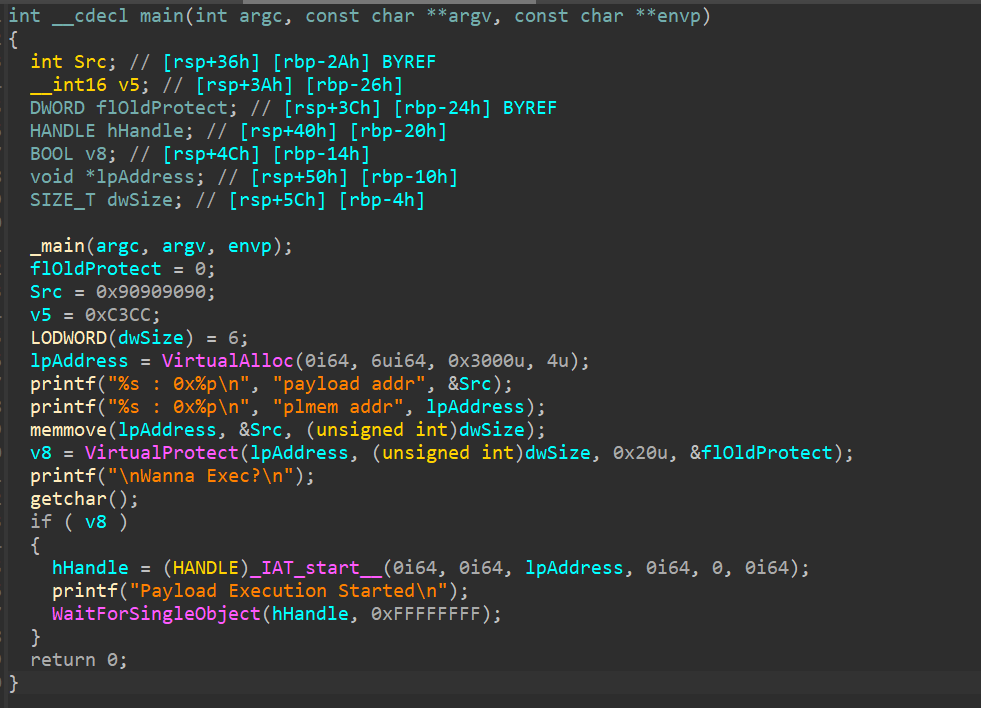 int __cdecl main(int argc, const char **argv, const char **envp)
{
  int Src; // [rsp+36h] [rbp-2Ah] BYREF
  __int16 v5; // [rsp+3Ah] [rbp-26h]
  DWORD flOldProtect; // [rsp+3Ch] [rbp-24h] BYREF
  HANDLE hHandle; // [rsp+40h] [rbp-20h]
  BOOL v8; // [rsp+4Ch] [rbp-14h]
  void *lpAddress; // [rsp+50h] [rbp-10h]
  SIZE_T dwSize; // [rsp+5Ch] [rbp-4h]
  _main(argc, argv, envp);
  flOldProtect = 0;
  Src = 0x90909090;
  v5 = 0xC3CC;
  LODWORD(dwSize) = 6;
  lpAddress = VirtualAlloc(0i64, 6ui64, 0x3000u, 4u);
  printf("%s : 0x%p\n", "payload addr", &Src);
  printf("%s : 0x%p\n", "plmem addr", lpAddress);
  memmove(lpAddress, &Src, (unsigned int)dwSize);
  v8 = VirtualProtect(lpAddress, (unsigned int)dwSize, 0x20u, &flOldProtect);
  printf("\nWanna Exec?\n");
  getchar();
  if ( v8 )
  {
    hHandle = (HANDLE)_IAT_start__(0i64, 0i64, lpAddress, 0i64, 0, 0i64);
    printf("Payload Execution Started\n");
    WaitForSingleObject(hHandle, 0xFFFFFFFF);
  }
  return 0;
}